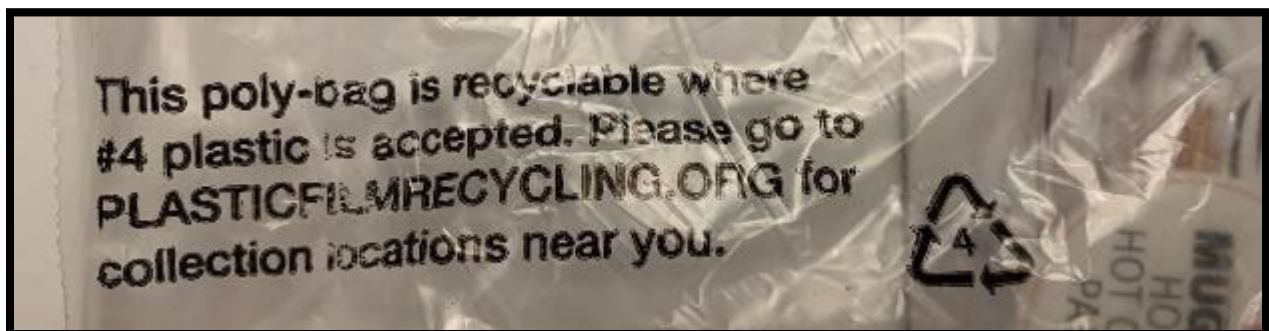 This poly-bag is recyclable where
#4 plastic is accepted. Please go to
PLASTICFILMRECYCLING.ORG for
collection locations near you.
4
HOT